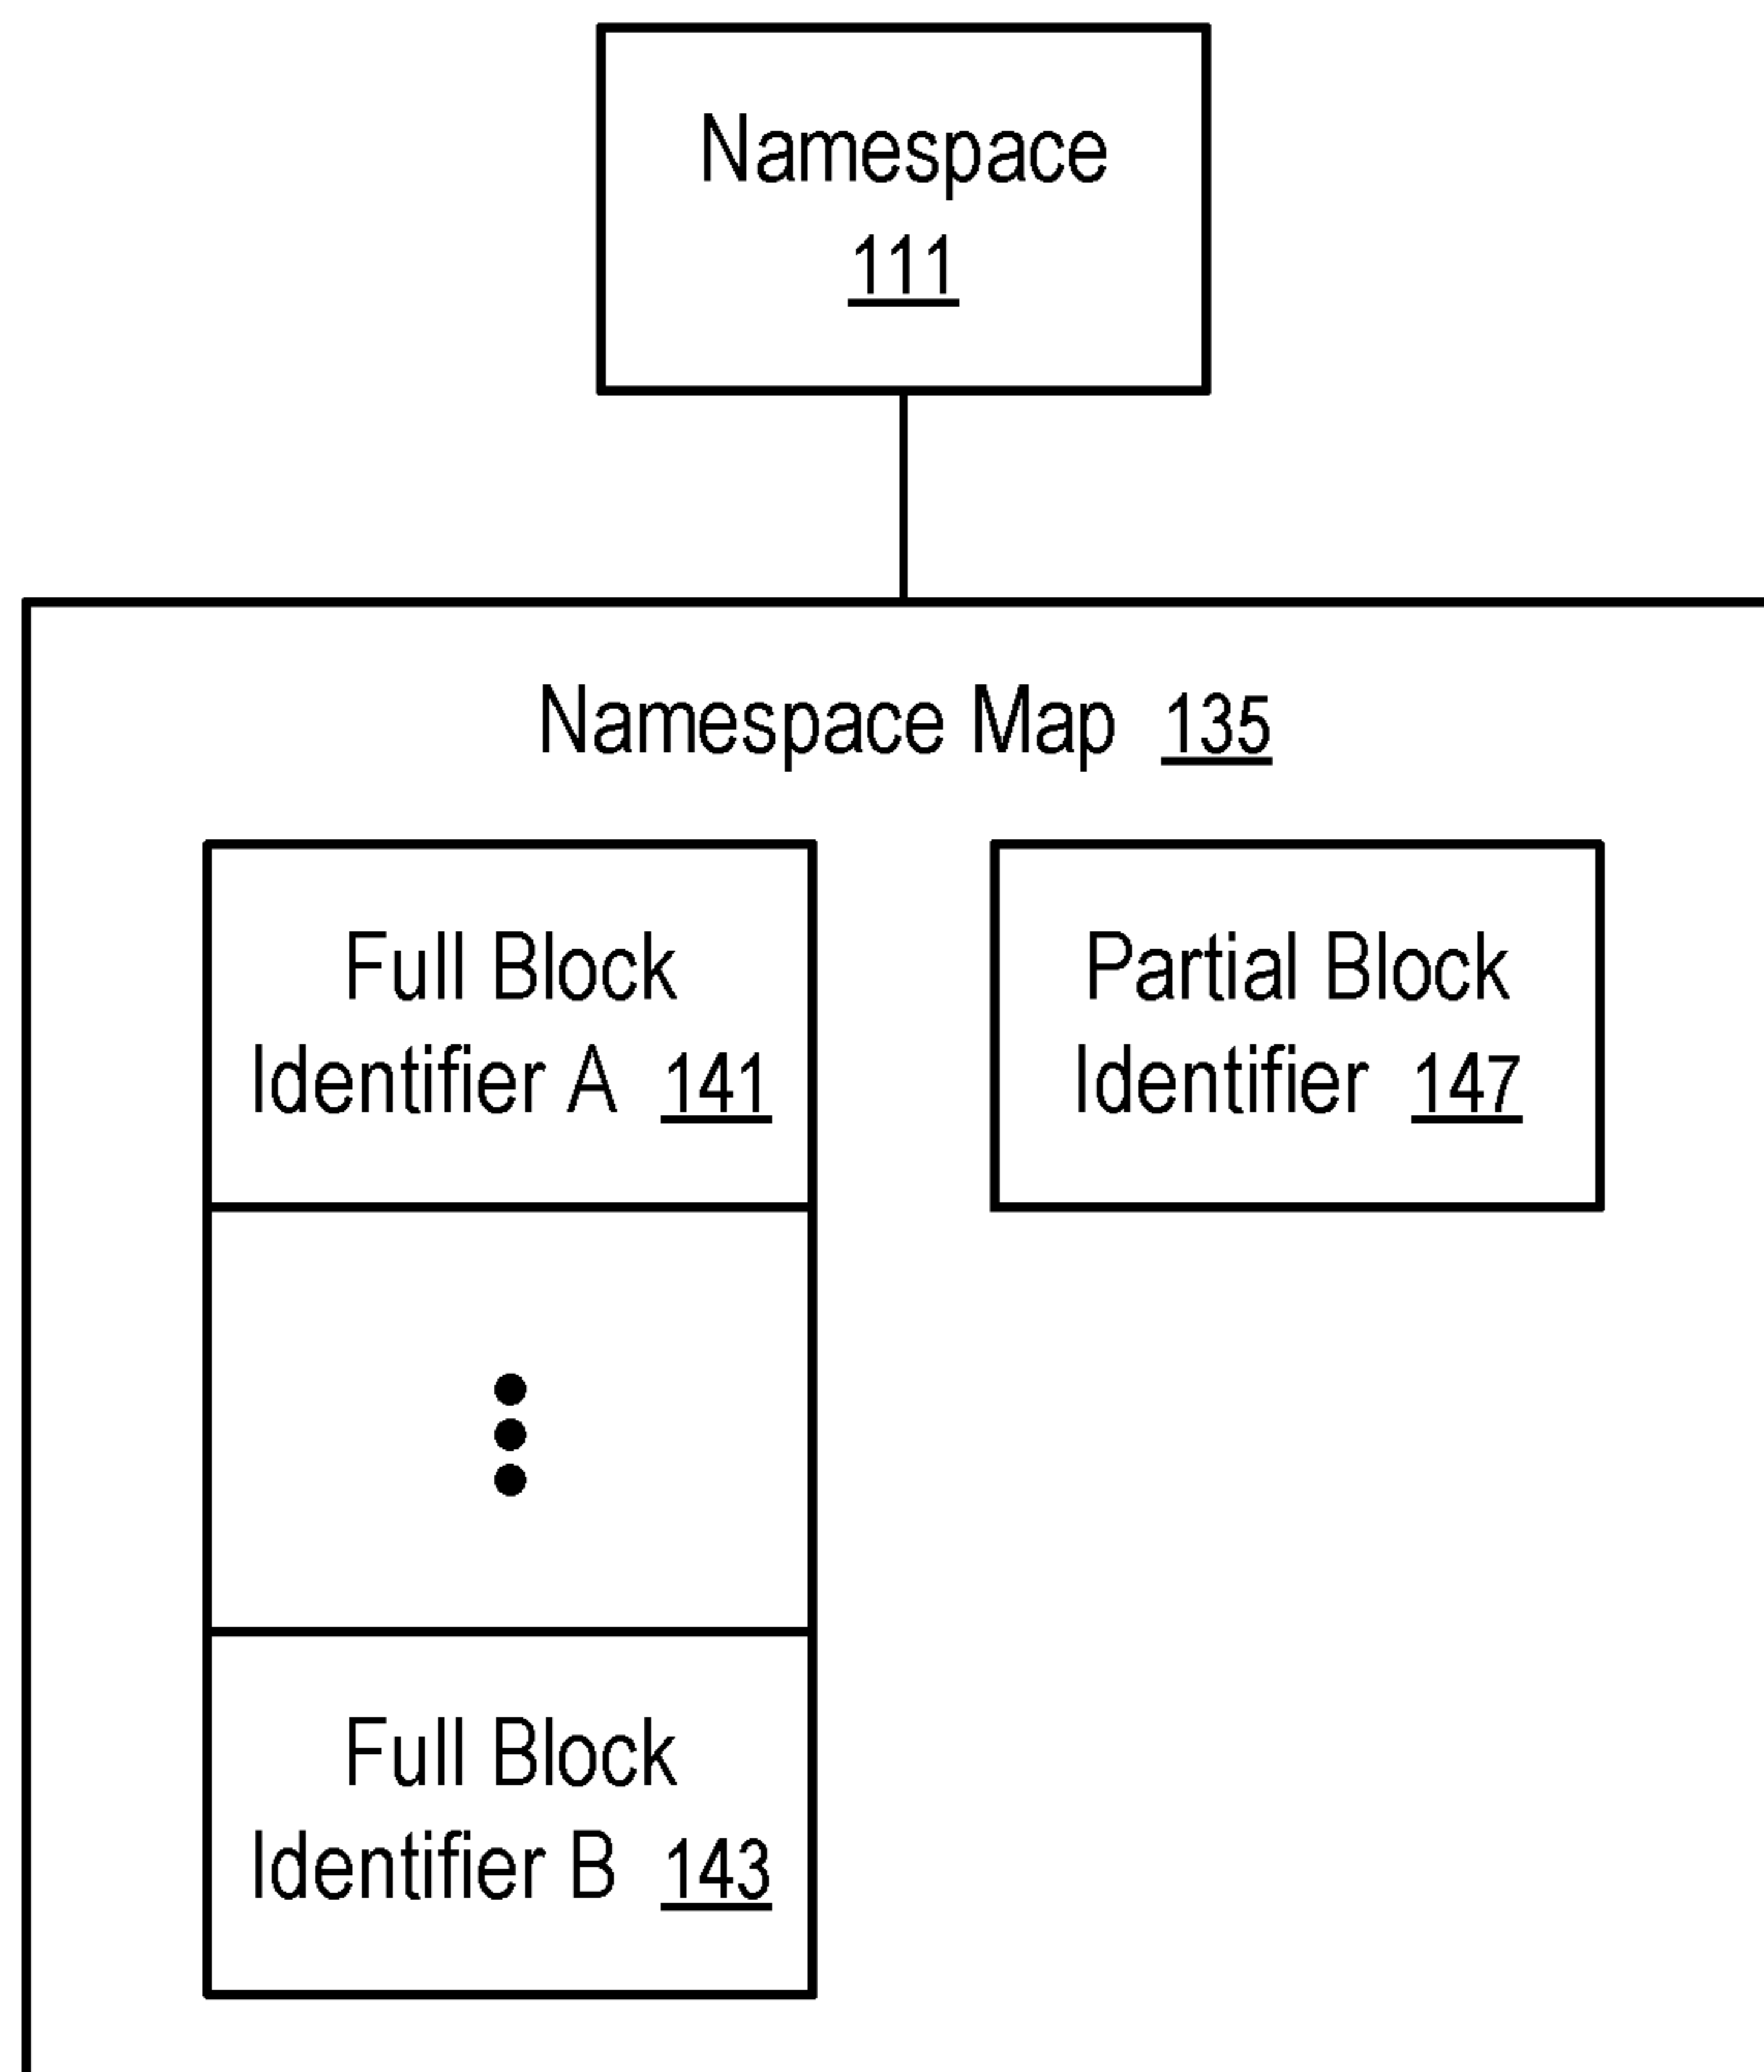 Namespace
111
Namespace Map 135
Full Block
Identifier A 141
Partial Block
Identifier 147
Full Block
Identifier B 143